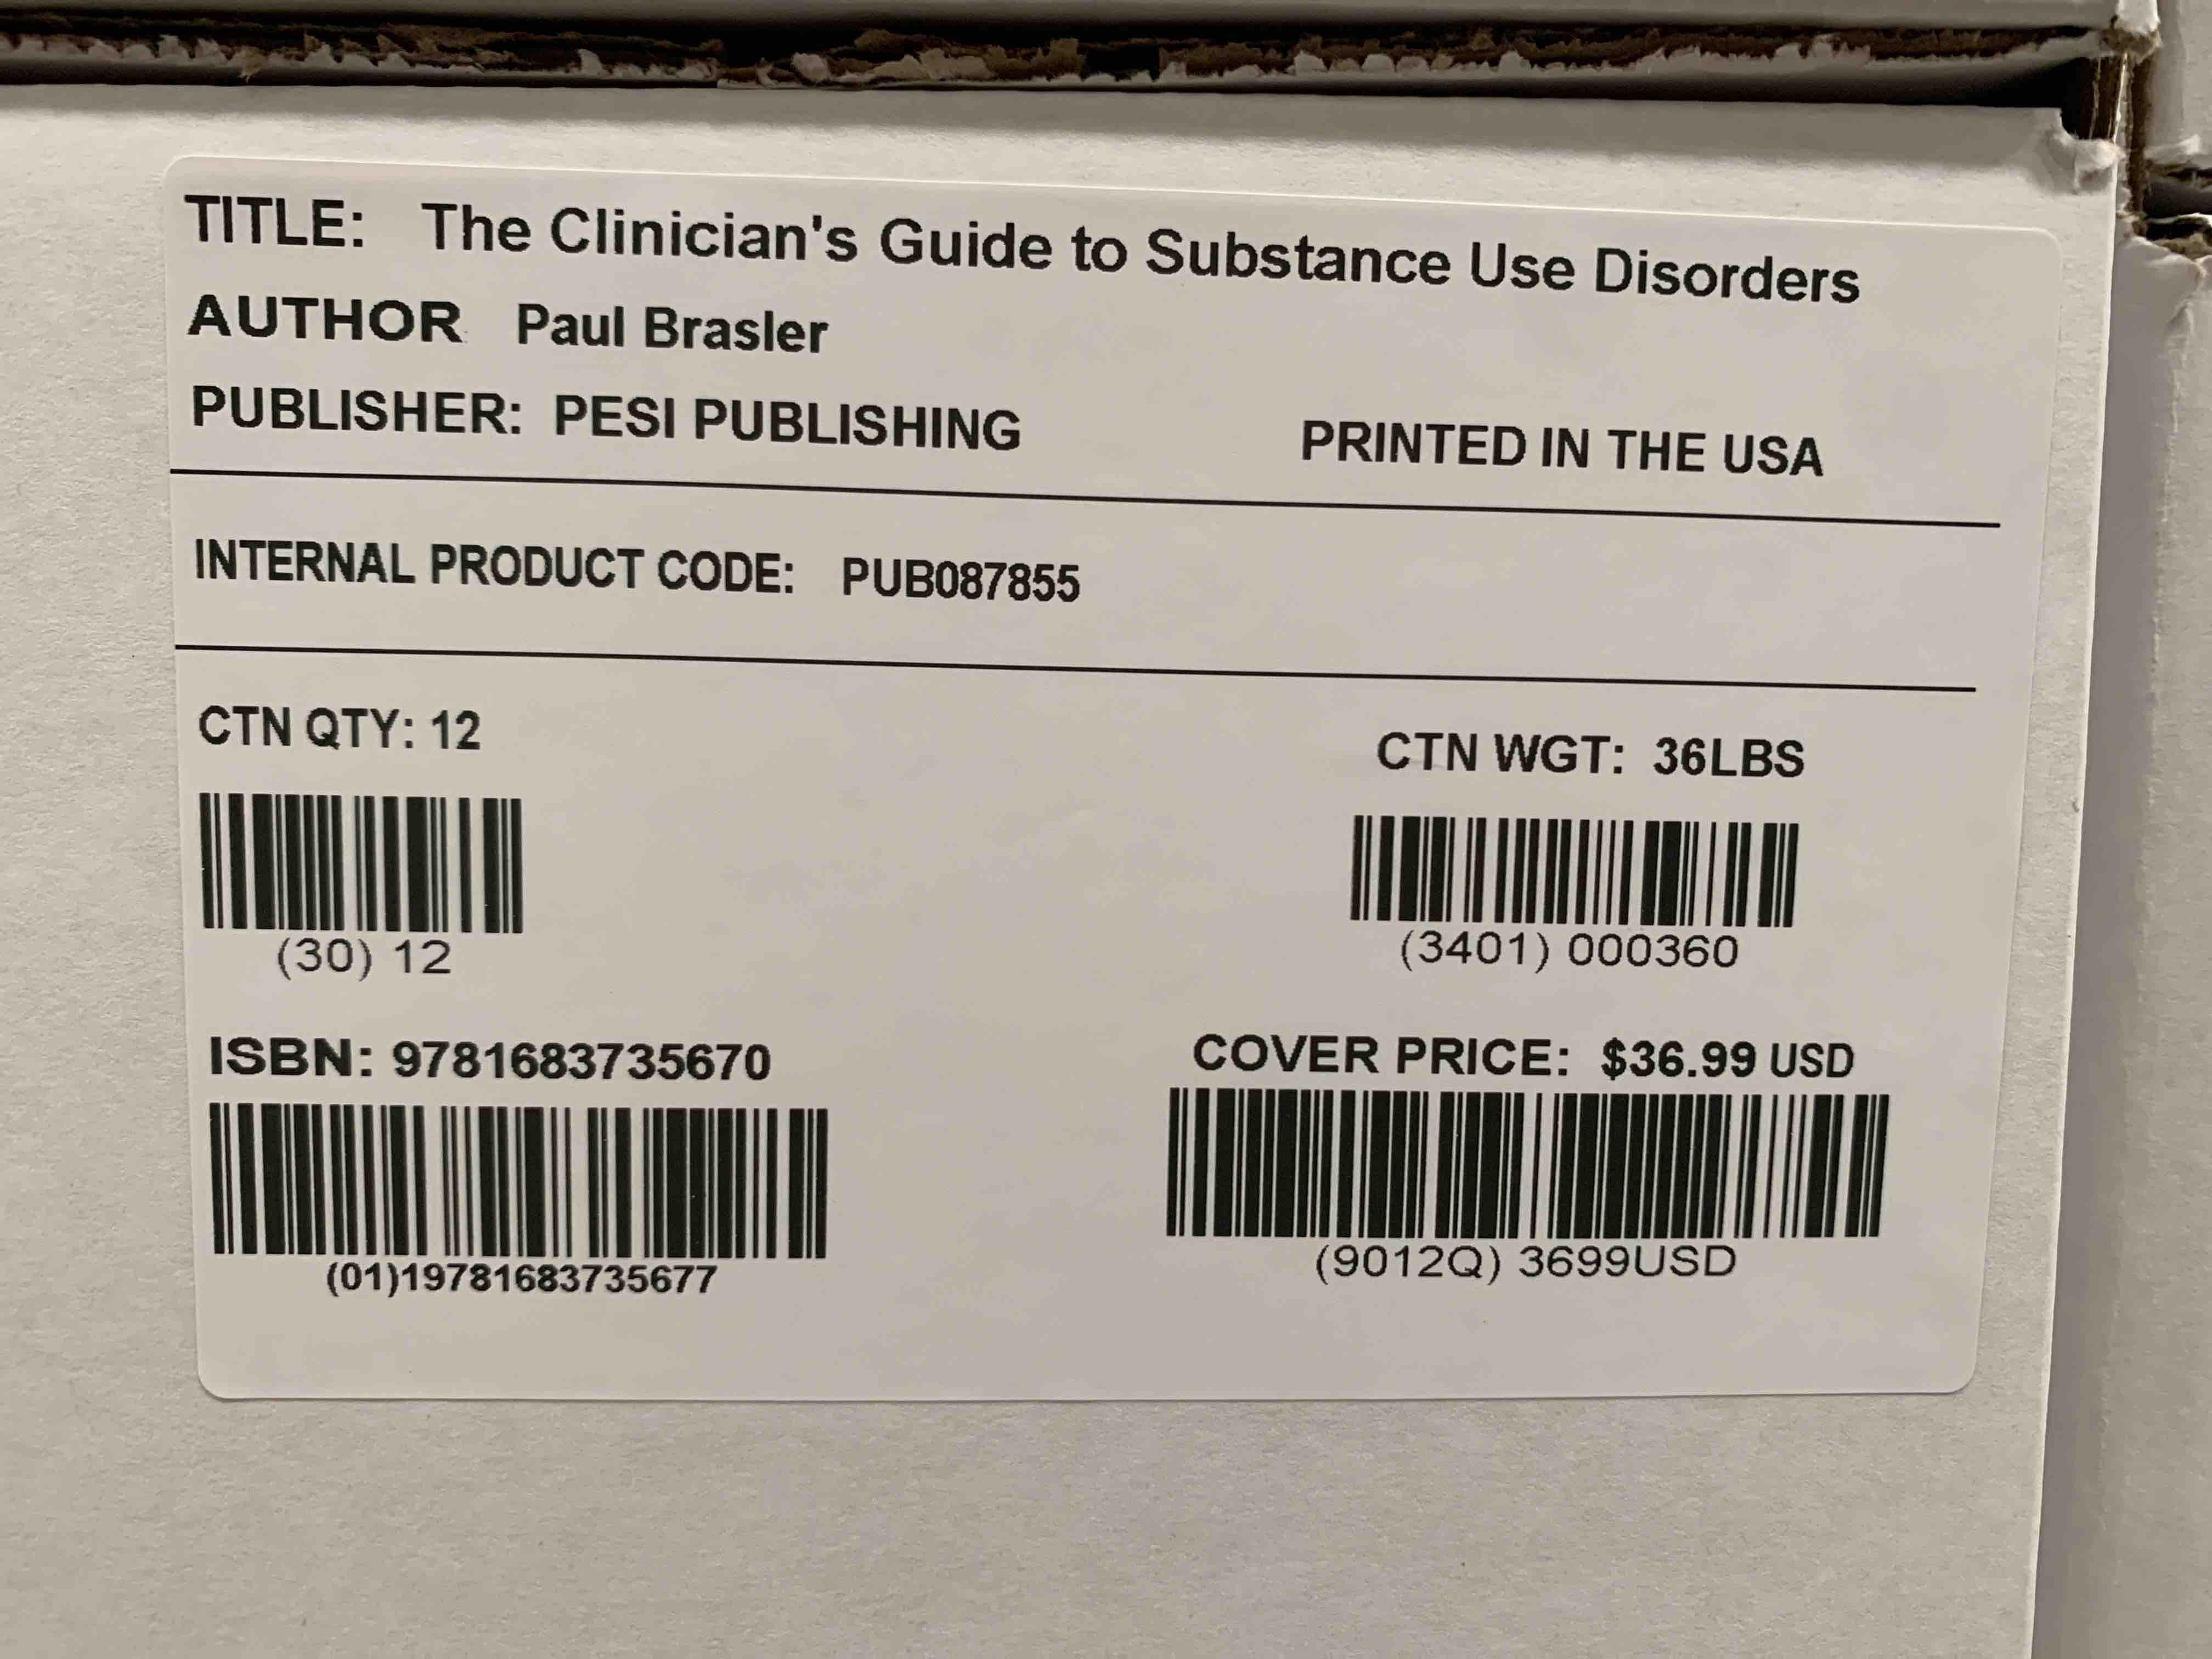 TITLE: The Clinician's Guide to Substance Use Disorders
AUTHOR Paul Brasler
PUBLISHER: PESI PUBLISHING PRINTED IN THE USA
INTERNAL PRODUCT CODE: PUB087855
CTN QTY: 12 CTN WGT: 36LBS
(30) 12 (3401) 000360
ISBN: 9781683735670 COVER PRICE: $36.99 USD
(01)19781683735677 (9012Q) 3699USD